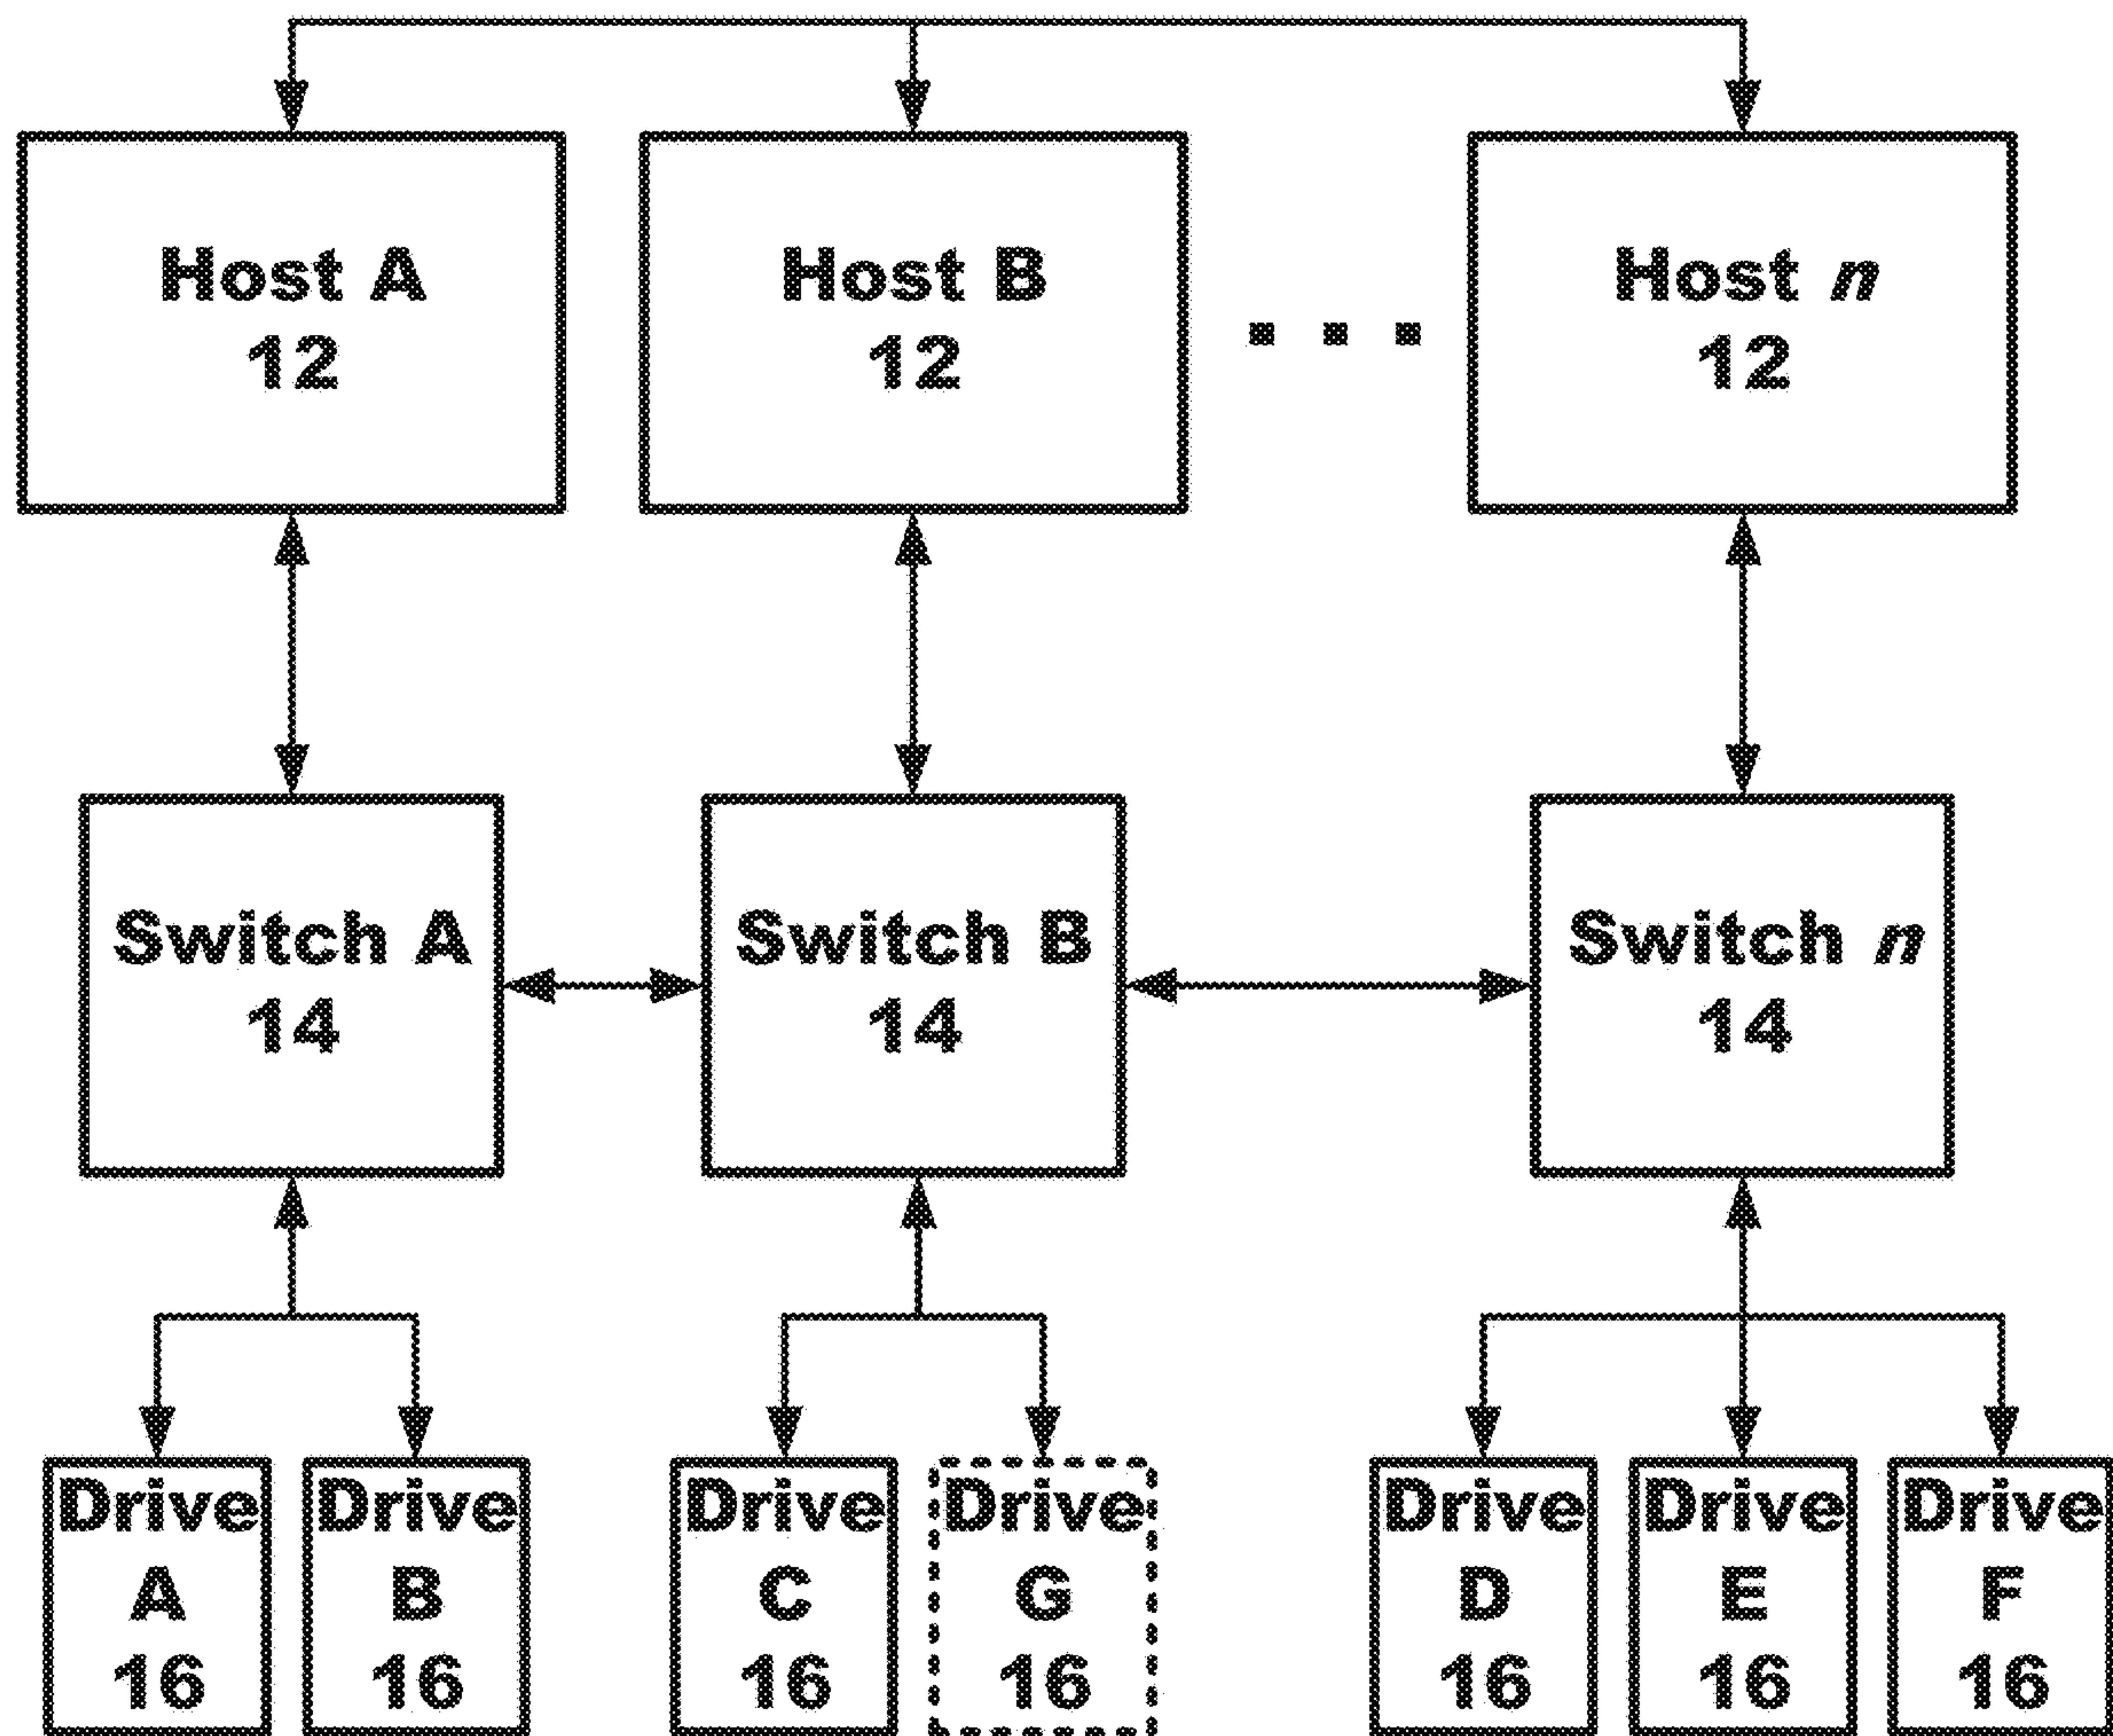 Host A
12
Host B
12
Host n
12
. . .
Switch A
14
Switch B
14
Switch n
14
Drive
A
16
Drive
B
16
Drive
C
16
Drive
G
16
Drive
D
16
Drive
E
16
Drive
F
16